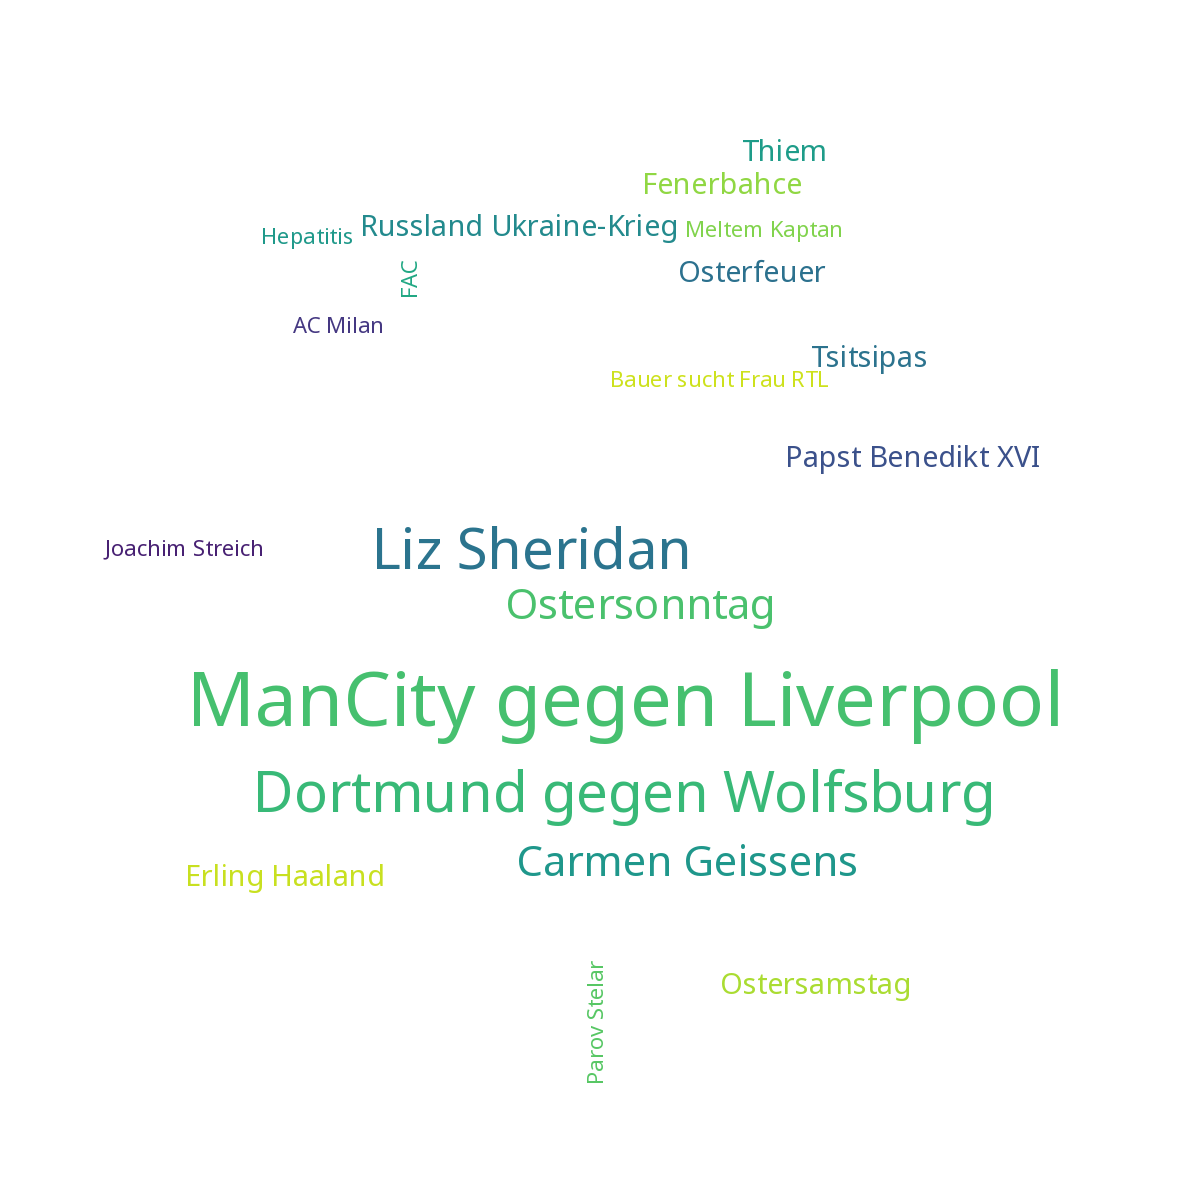 Thiem
Fenerbahce
Russland Ukraine-Krieg
Meltem Kaptan
Hepatitis
Osterfeuer
FAC
AC Milan
Tsitsipas
Bauer sucht Frau RTL
Papst Benedikt XVI
Joachim Streich
Liz Sheridan
Ostersonntag
ManCity gegen Liverpool
Dortmund gegen Wolfsburg
Carmen Geissens
Erling Haaland
Ostersamstag
Parov Stelar